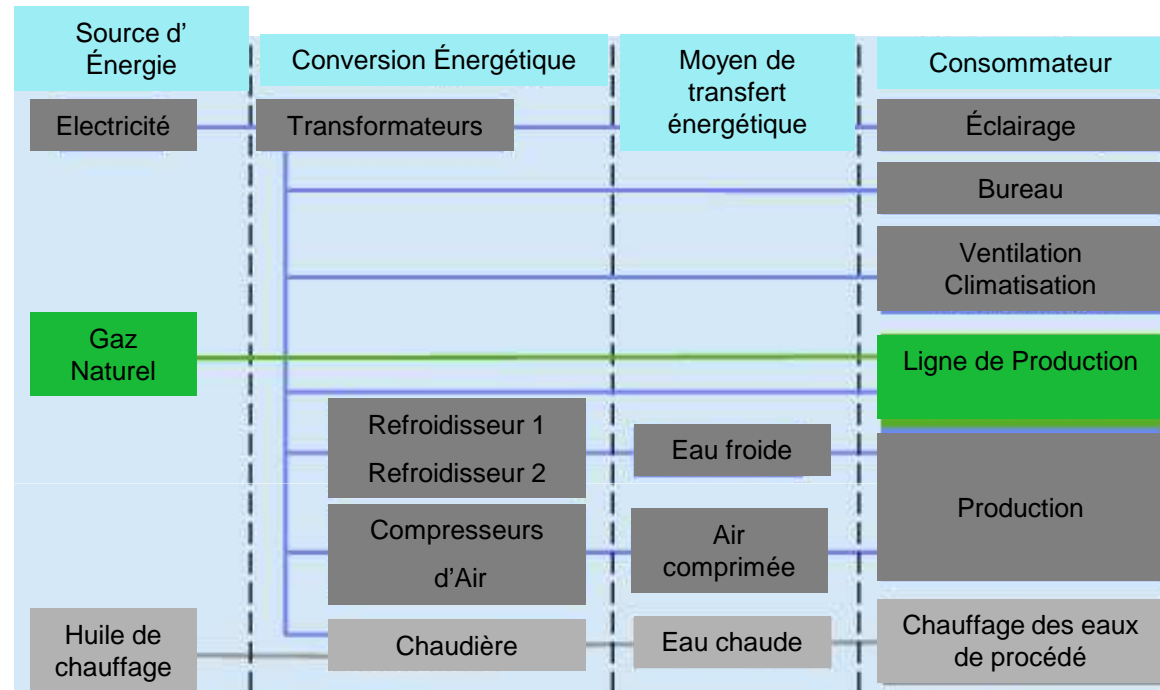 Source d’
Énergie
Conversion Énergétique
Moyen de
transfert
énergétique
Consommateur
Electricité
Transformateurs
Éclairage
Bureau
Ventilation
Climatisation
Gaz
Naturel
Ligne de Production
Refroidisseur 1
Refroidisseur 2
Eau froide
Production
Compresseurs
d’Air
Air
comprimée
Huile de
chauffage
Chaudière
Eau chaude
Chauffage des eaux
de procédé